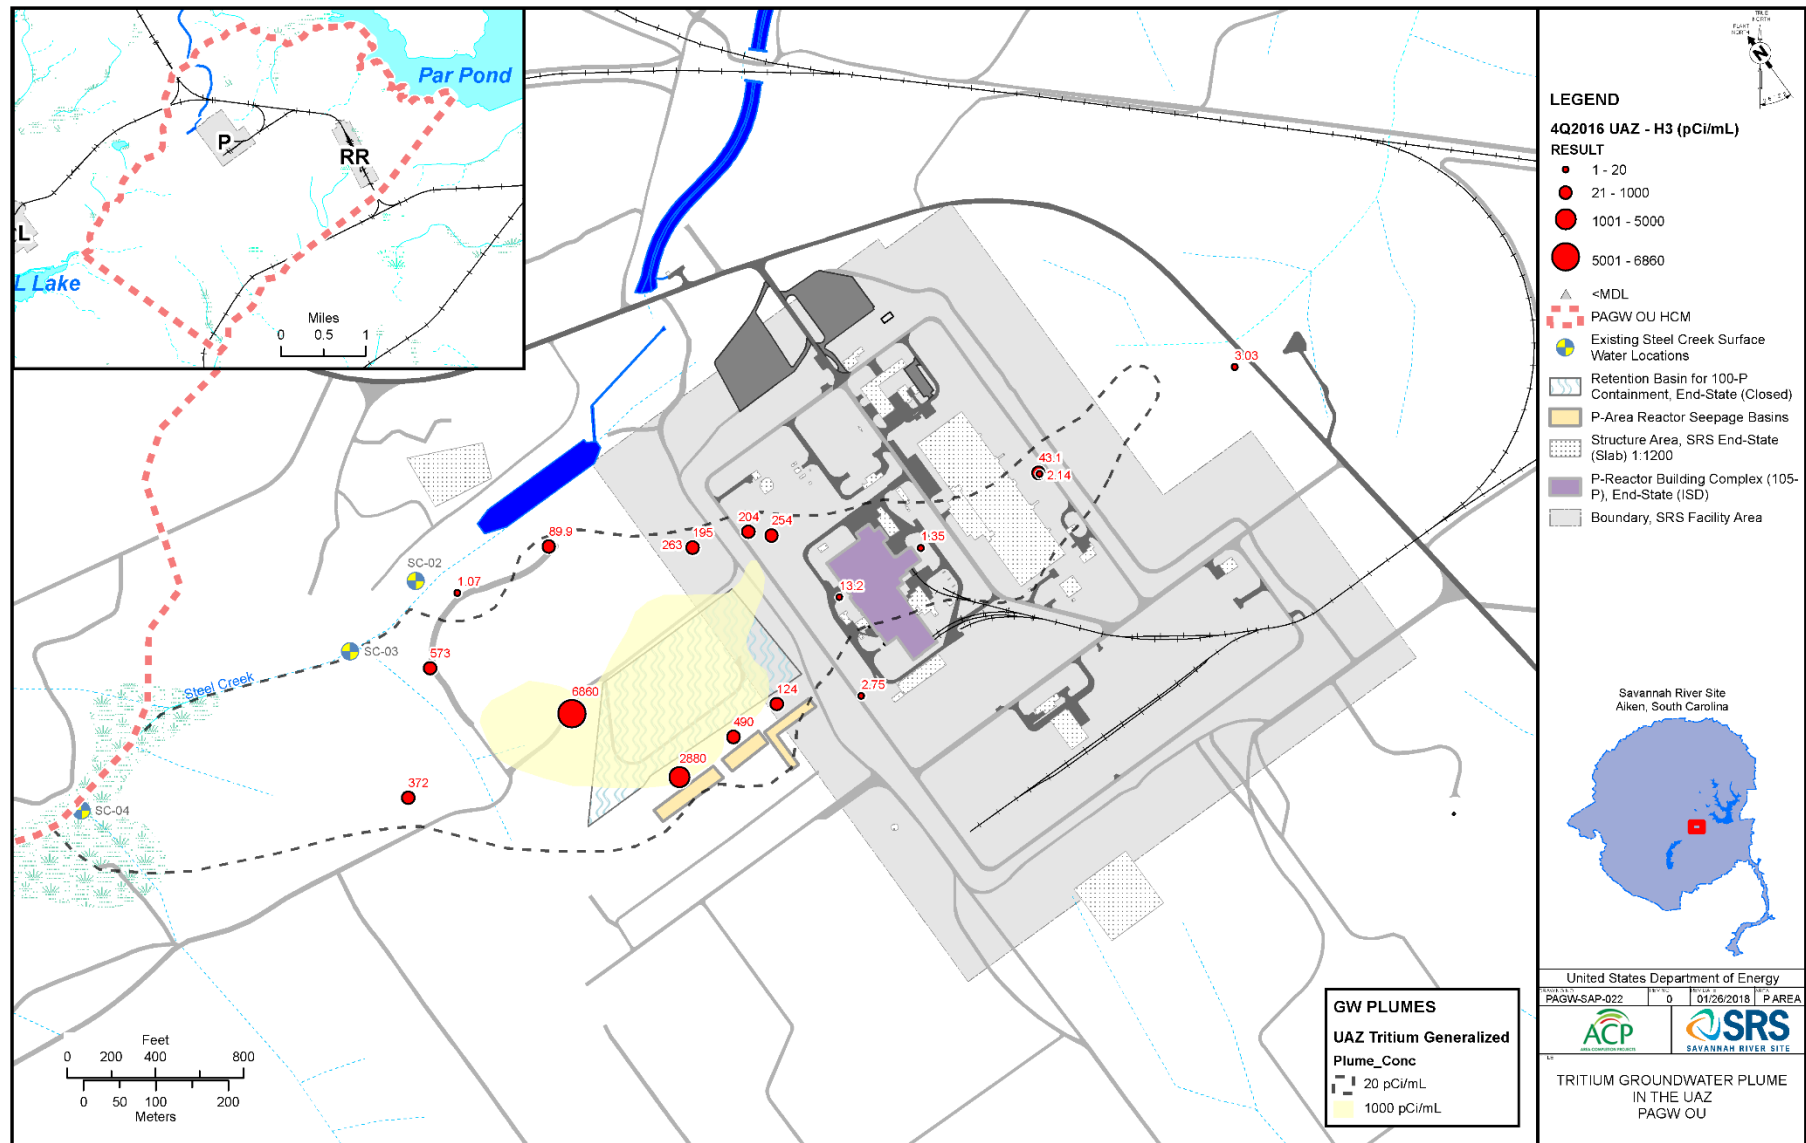 Par Pond
P
RR
L
L Lake
Miles
0 0.5 1
3.03
43.1
2.14
204
254
195
263
89.9
1.35
SC-02
1.07
13.2
SC-03
573
Steel Creek
6860
124
2.75
490
2880
372
SC-04
Feet
0 200 400 800
0 50 100 200
Meters
GW PLUMES
UAZ Tritium Generalized
Plume_Conc
20 pCi/mL
1000 pCi/mL
TRUE
NORTH
PLANT
NORTH
N
LEGEND
4Q2016 UAZ - H3 (pCi/mL)
RESULT
1 - 20
21 - 1000
1001 - 5000
5001 - 6860
<MDL
PAGW OU HCM
Existing Steel Creek Surface
Water Locations
Retention Basin for 100-P
Containment, End-State (Closed)
P-Area Reactor Seepage Basins
Structure Area, SRS End-State
(Slab) 1:1200
P-Reactor Building Complex (105-
P), End-State (ISD)
Boundary, SRS Facility Area
Savannah River Site
Aiken, South Carolina
United States Department of Energy
PAGW-SAP-022 0 01/26/2018 P AREA
ACP
AREA COMPLETION PROJECTS
SRS
SAVANNAH RIVER SITE
TRITIUM GROUNDWATER PLUME
IN THE UAZ
PAGW OU